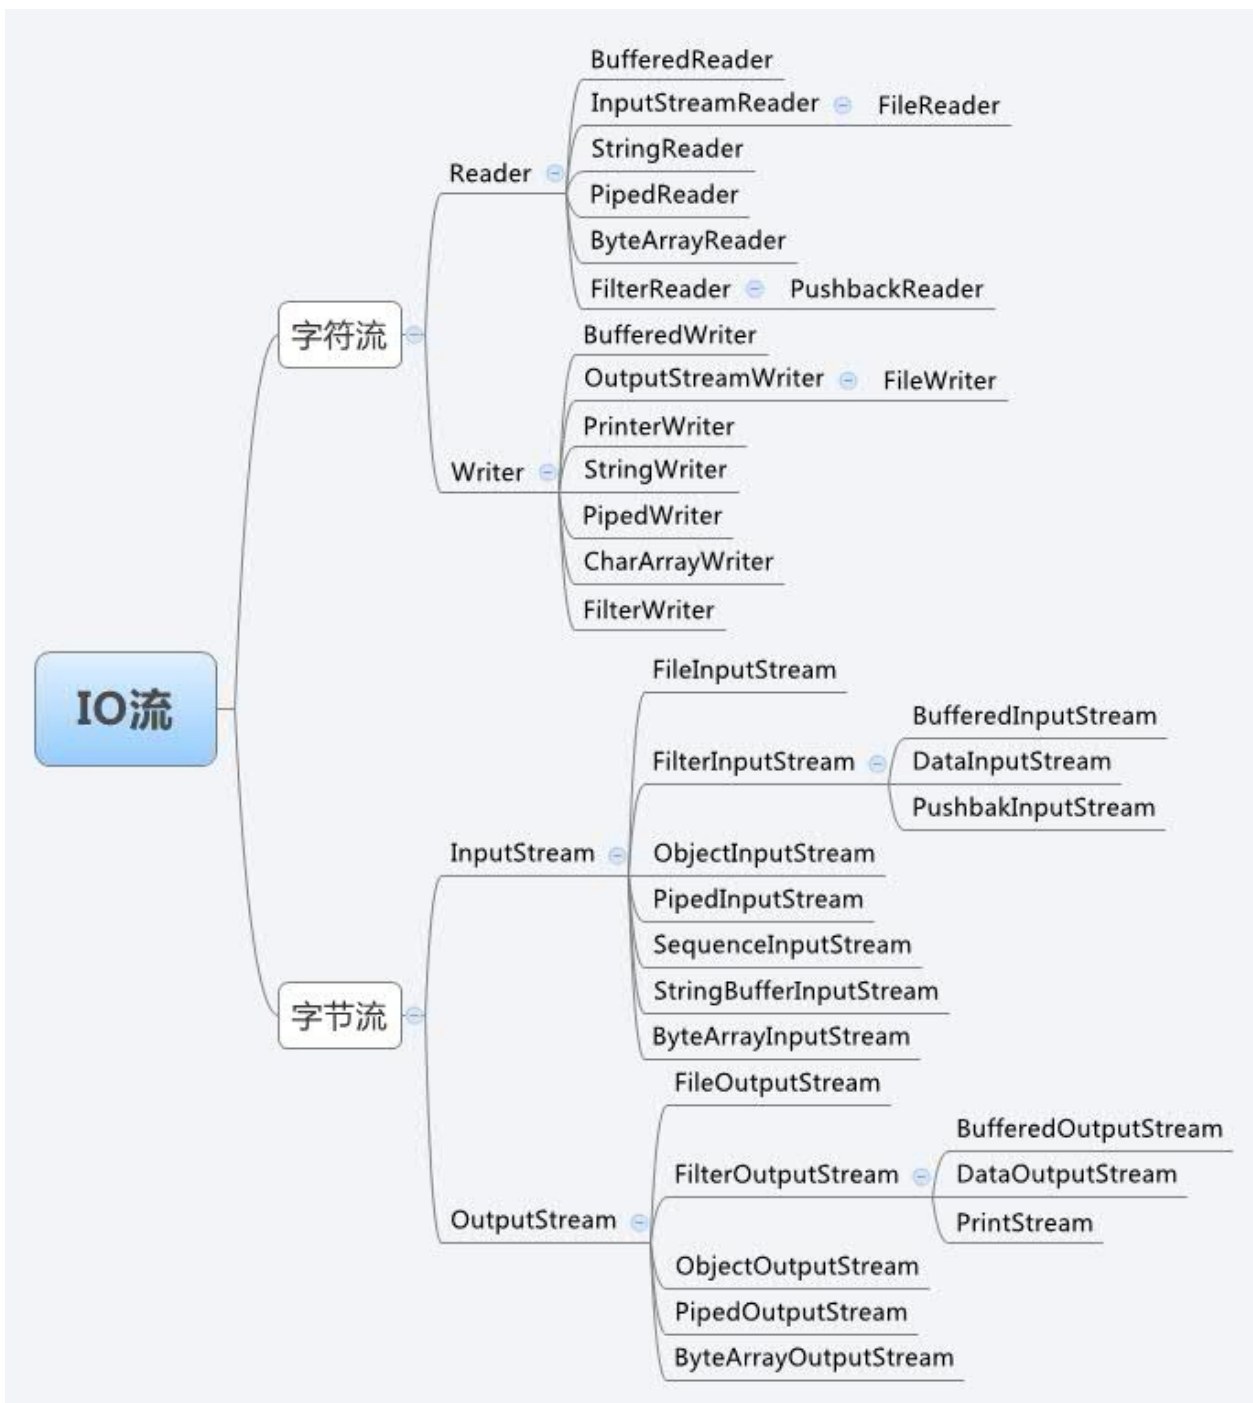 IO流
字符流
Reader
BufferedReader
InputStreamReader FileReader
StringReader
PipedReader
ByteArrayReader
FilterReader PushbackReader
Writer
BufferedWriter
OutputStreamWriter FileWriter
PrinterWriter
StringWriter
PipedWriter
CharArrayWriter
FilterWriter
字节流
InputStream
FileInputStream
FilterInputStream
BufferedInputStream
DataInputStream
PushbakInputStream
ObjectInputStream
PipedInputStream
SequenceInputStream
StringBufferInputStream
ByteArrayInputStream
OutputStream
FileOutputStream
FilterOutputStream
BufferedOutputStream
DataOutputStream
PrintStream
ObjectOutputStream
PipedOutputStream
ByteArrayOutputStream